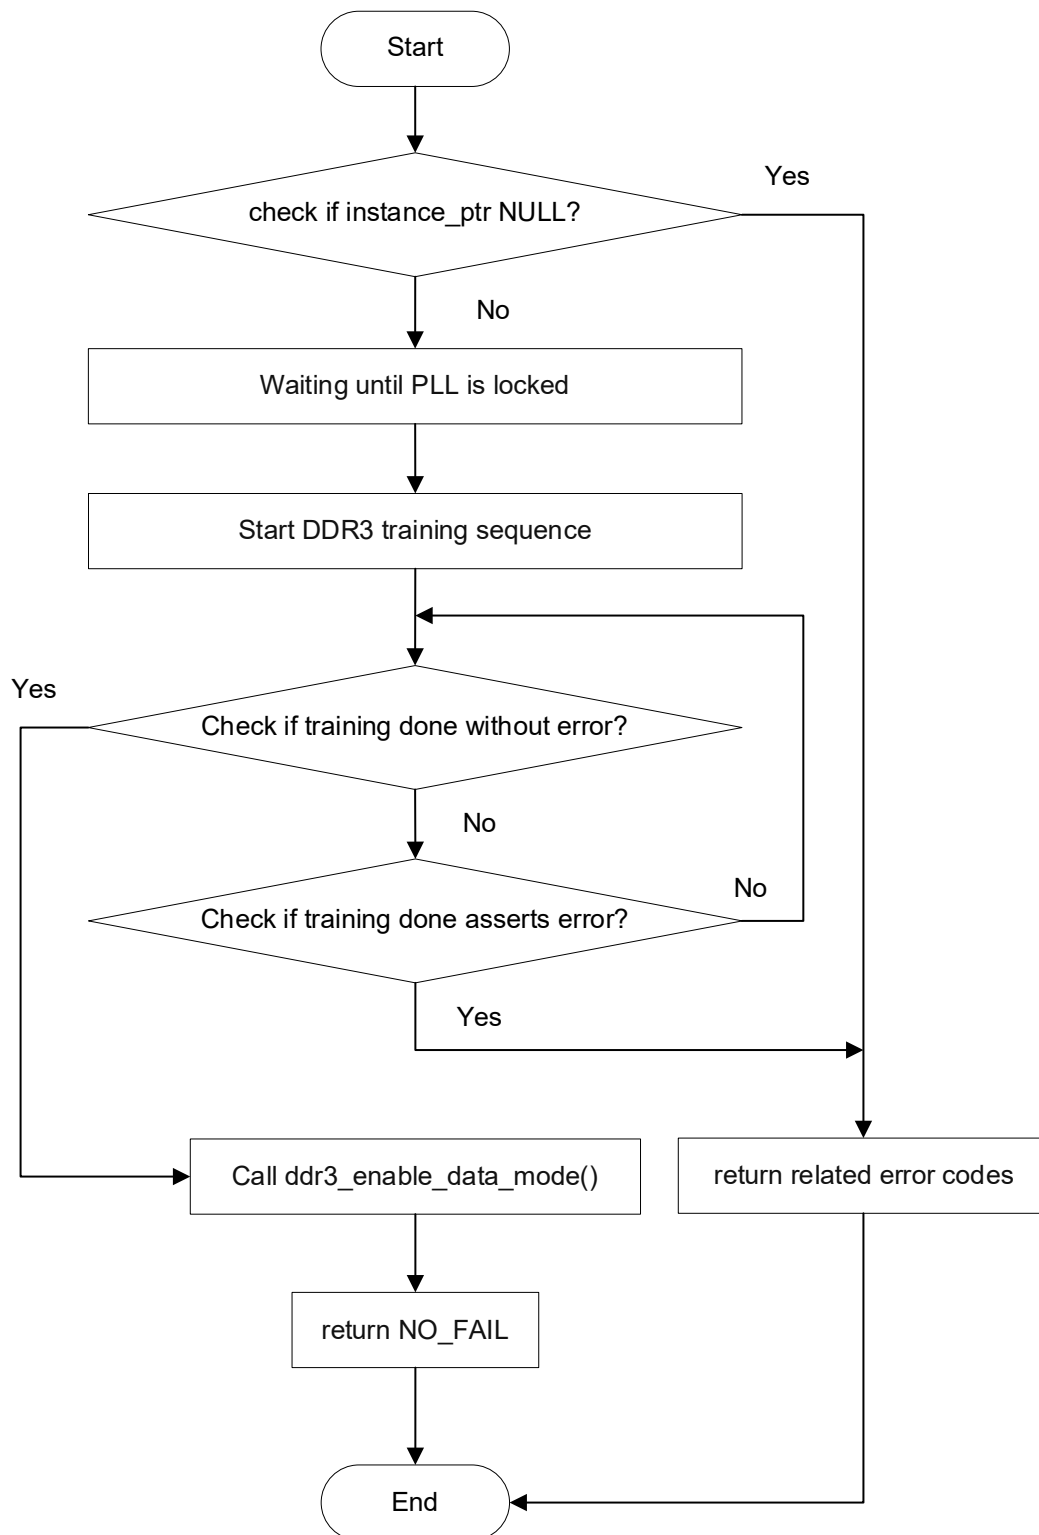 Start
Yes
check if instance_ptr NULL?
No
Waiting until PLL is locked
Start DDR3 training sequence
Yes
Check if training done without error?
No
No
Check if training done asserts error?
Yes
Call ddr3_enable_data_mode()
return related error codes
return NO_FAIL
End